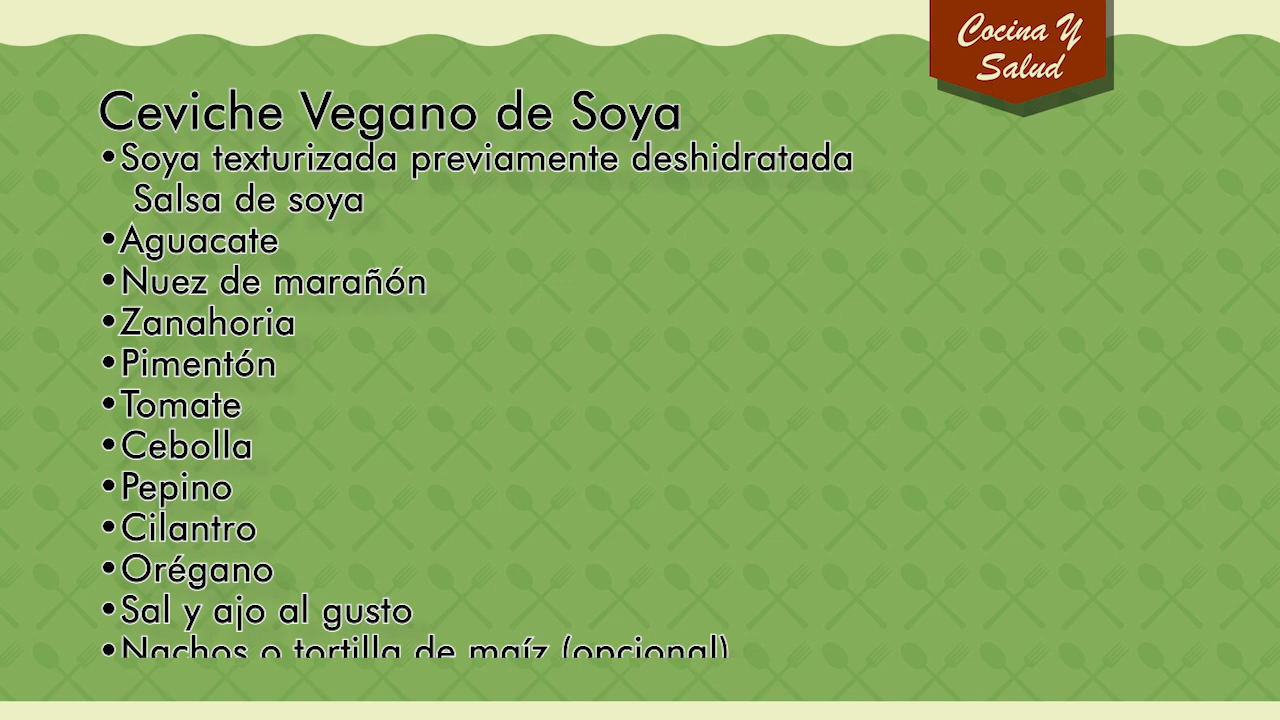 Cocina Y
Salud
Ceviche Vegano de Soya
•Soya texturizada previamente deshidratada
Salsa de soya
•Aguacate
•Nuez de marañón
•Zanahoria
•Pimentón
•Tomate
•Cebolla
•Pepino
•Cilantro
•Orégano
•Sal y ajo al gusto
•Nachos o tortilla de maíz (opcional)